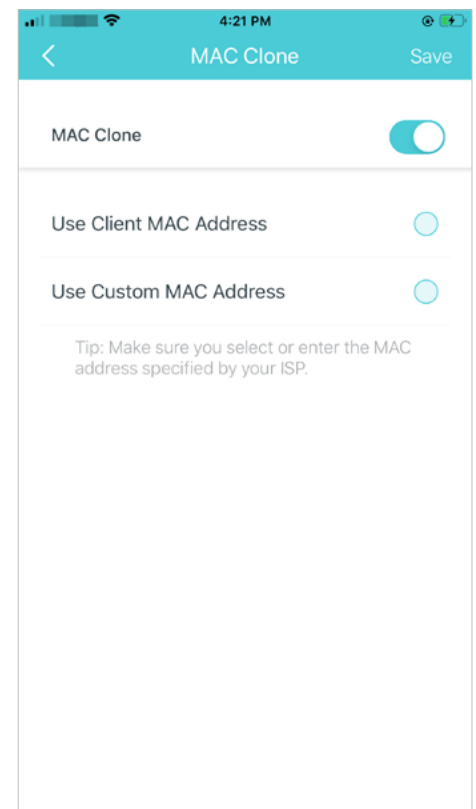 4:21 PM
MAC Clone
Save
MAC Clone
Use Client MAC Address
Use Custom MAC Address
Tip: Make sure you select or enter the MAC
address specified by your ISP.